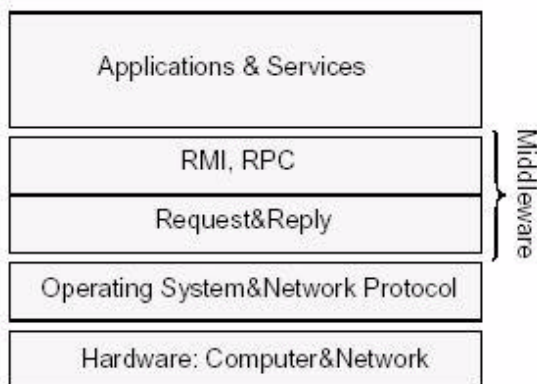 Applications & Services
RMI, RPC
Request&Reply
Middleware
Operating System&Network Protocol
Hardware: Computer&Network